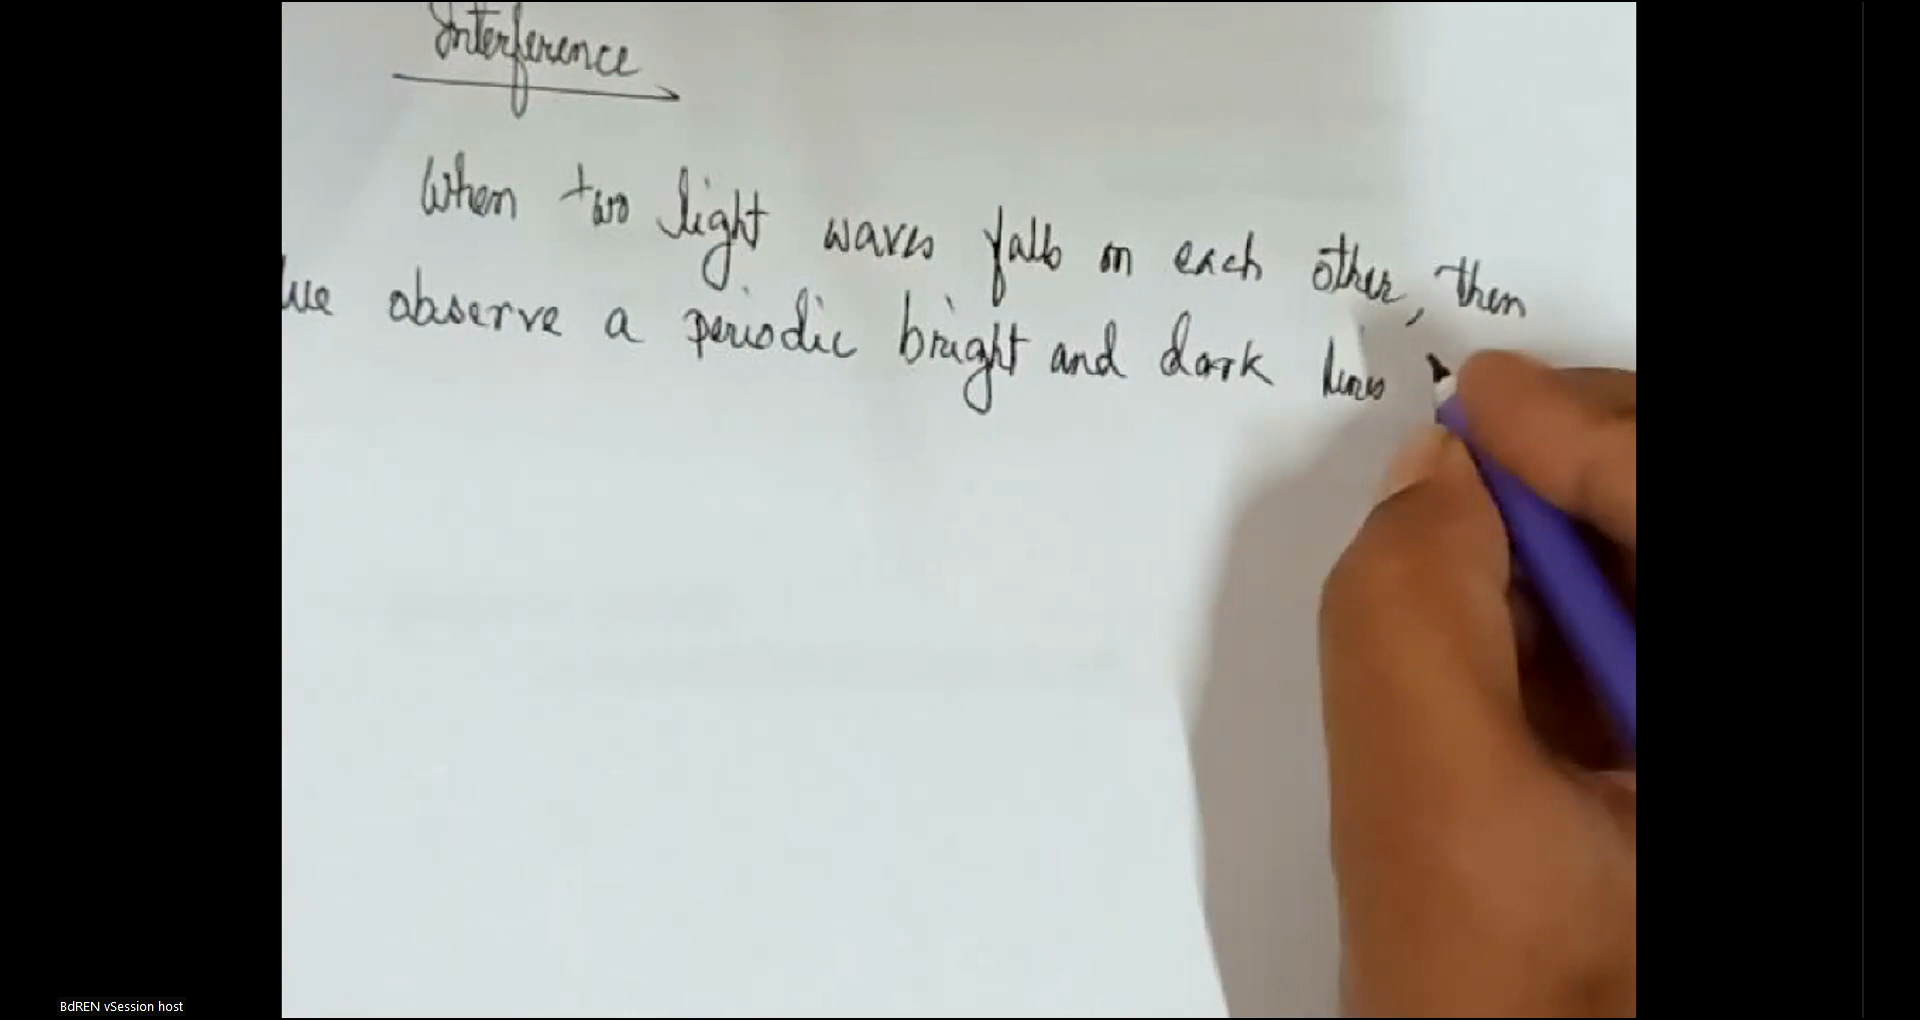 Interference
When two light waves falls on each other, then
we observe a periodic bright and dark lines
BdREN vSession host